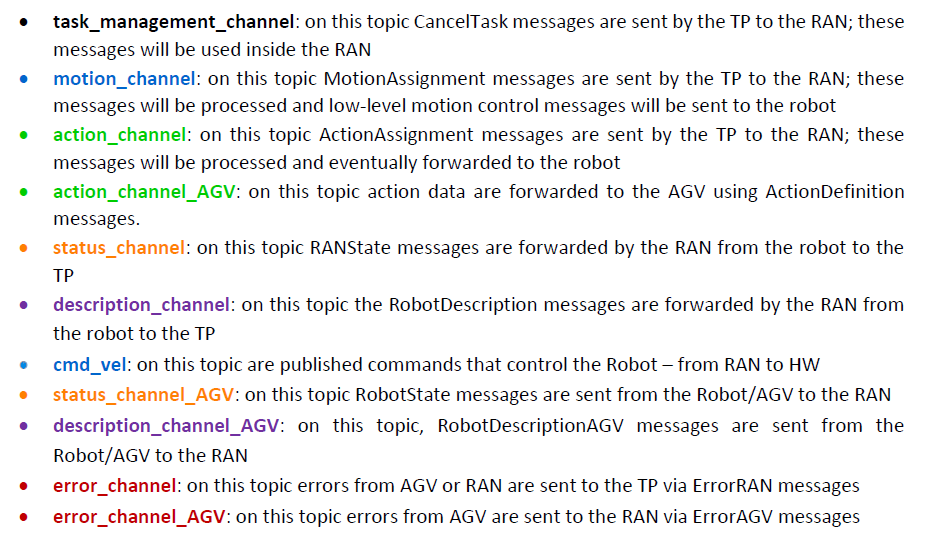 • task_management_channel: on this topic CancelTask messages are sent by the TP to the RAN; these
messages will be used inside the RAN
• motion_channel: on this topic MotionAssignment messages are sent by the TP to the RAN; these
messages will be processed and low-level motion control messages will be sent to the robot
• action_channel: on this topic ActionAssignment messages are sent by the TP to the RAN; these
messages will be processed and eventually forwarded to the robot
• action_channel_AGV: on this topic action data are forwarded to the AGV using ActionDefinition
messages.
• status_channel: on this topic RANState messages are forwarded by the RAN from the robot to the
TP
• description_channel: on this topic the RobotDescription messages are forwarded by the RAN from
the robot to the TP
• cmd_vel: on this topic are published commands that control the Robot – from RAN to HW
• status_channel_AGV: on this topic RobotState messages are sent from the Robot/AGV to the RAN
• description_channel_AGV: on this topic, RobotDescriptionAGV messages are sent from the
Robot/AGV to the RAN
• error_channel: on this topic errors from AGV or RAN are sent to the TP via ErrorRAN messages
• error_channel_AGV: on this topic errors from AGV are sent to the RAN via ErrorAGV messages